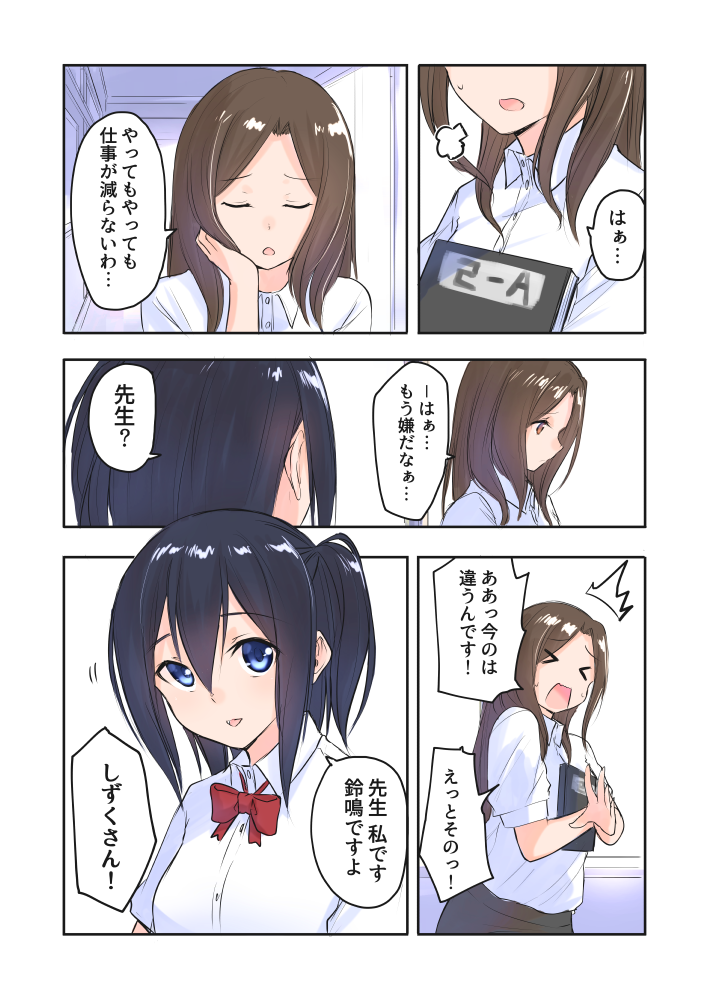 はぁ…
2-A
やってもやっても
仕事が減らないわ…
ーはぁ…
もう嫌だなぁ…
先生？
ああっ今のは
違うんです！
えっとそのっ！
先生 私です
鈴鳴ですよ
しずくさん！